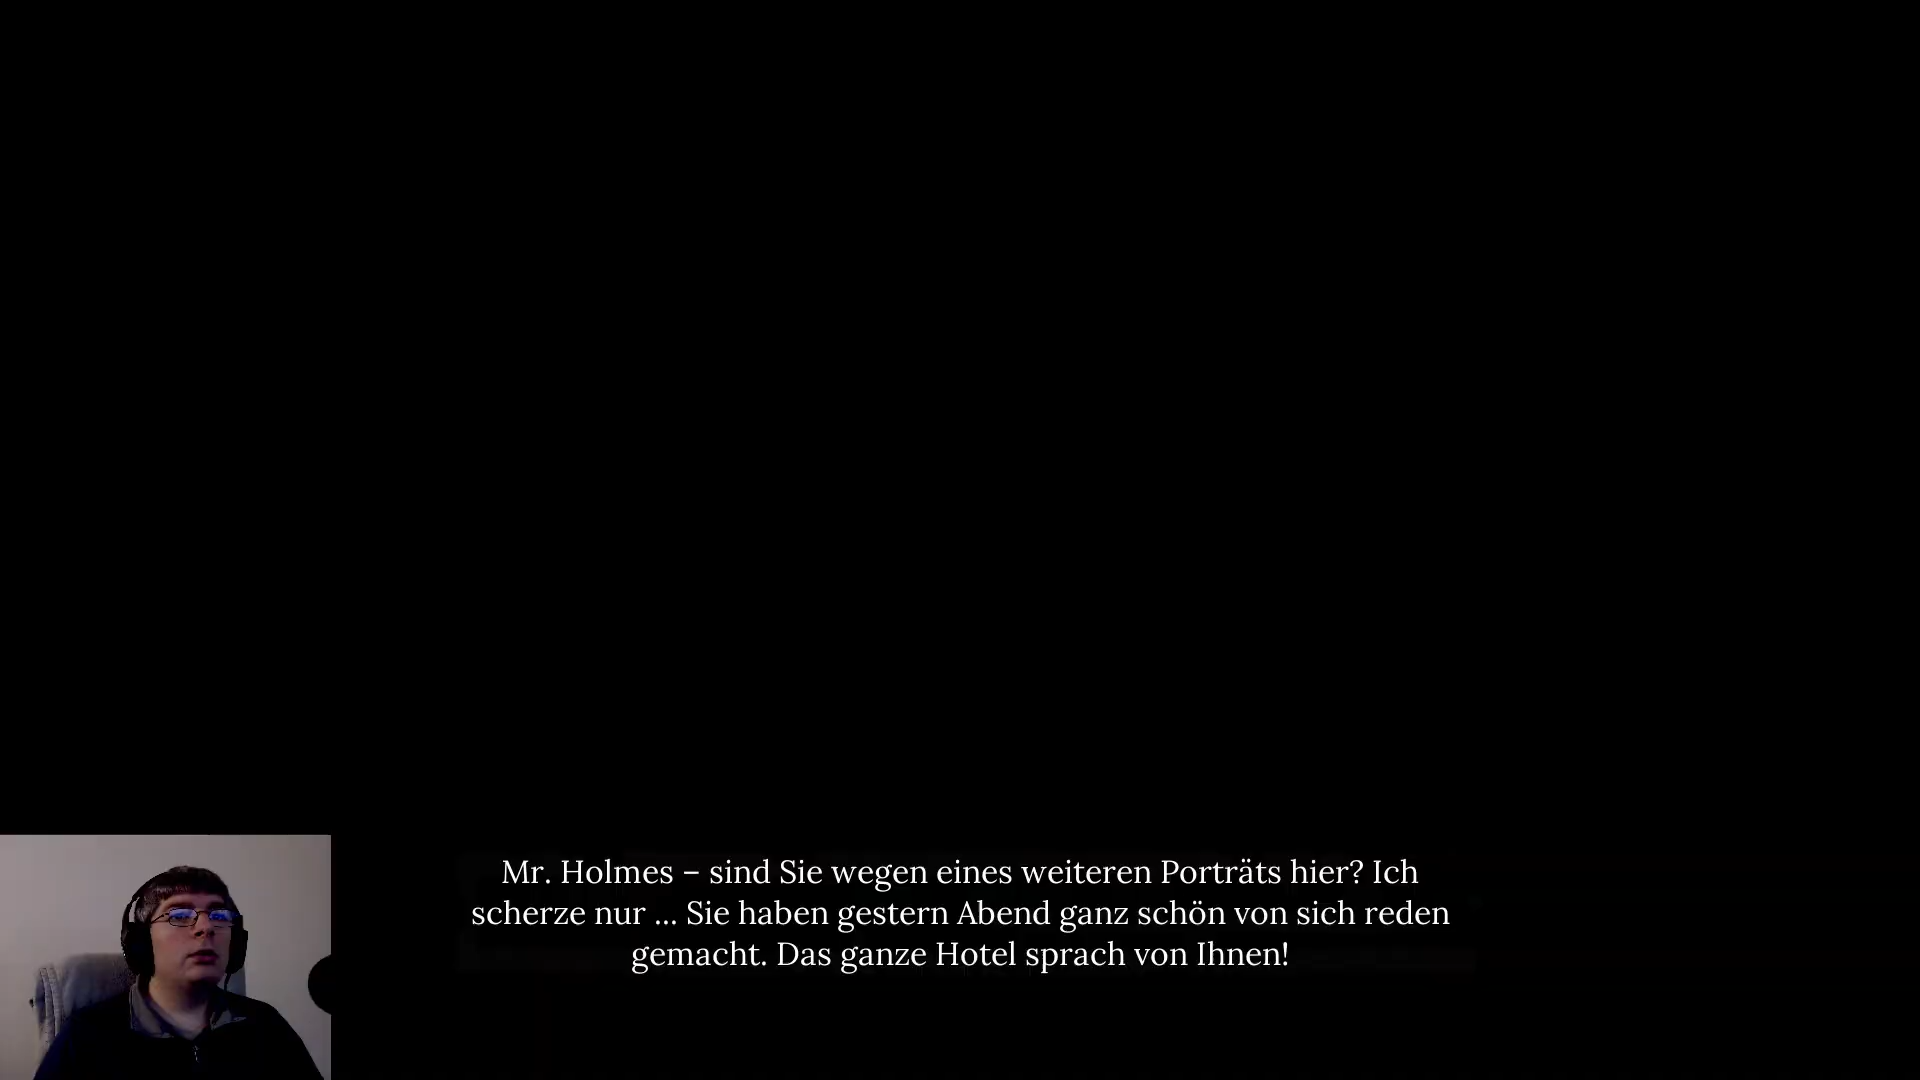 Mr. Holmes – sind Sie wegen eines weiteren Porträts hier? Ich
scherze nur ... Sie haben gestern Abend ganz schön von sich reden
gemacht. Das ganze Hotel sprach von Ihnen!